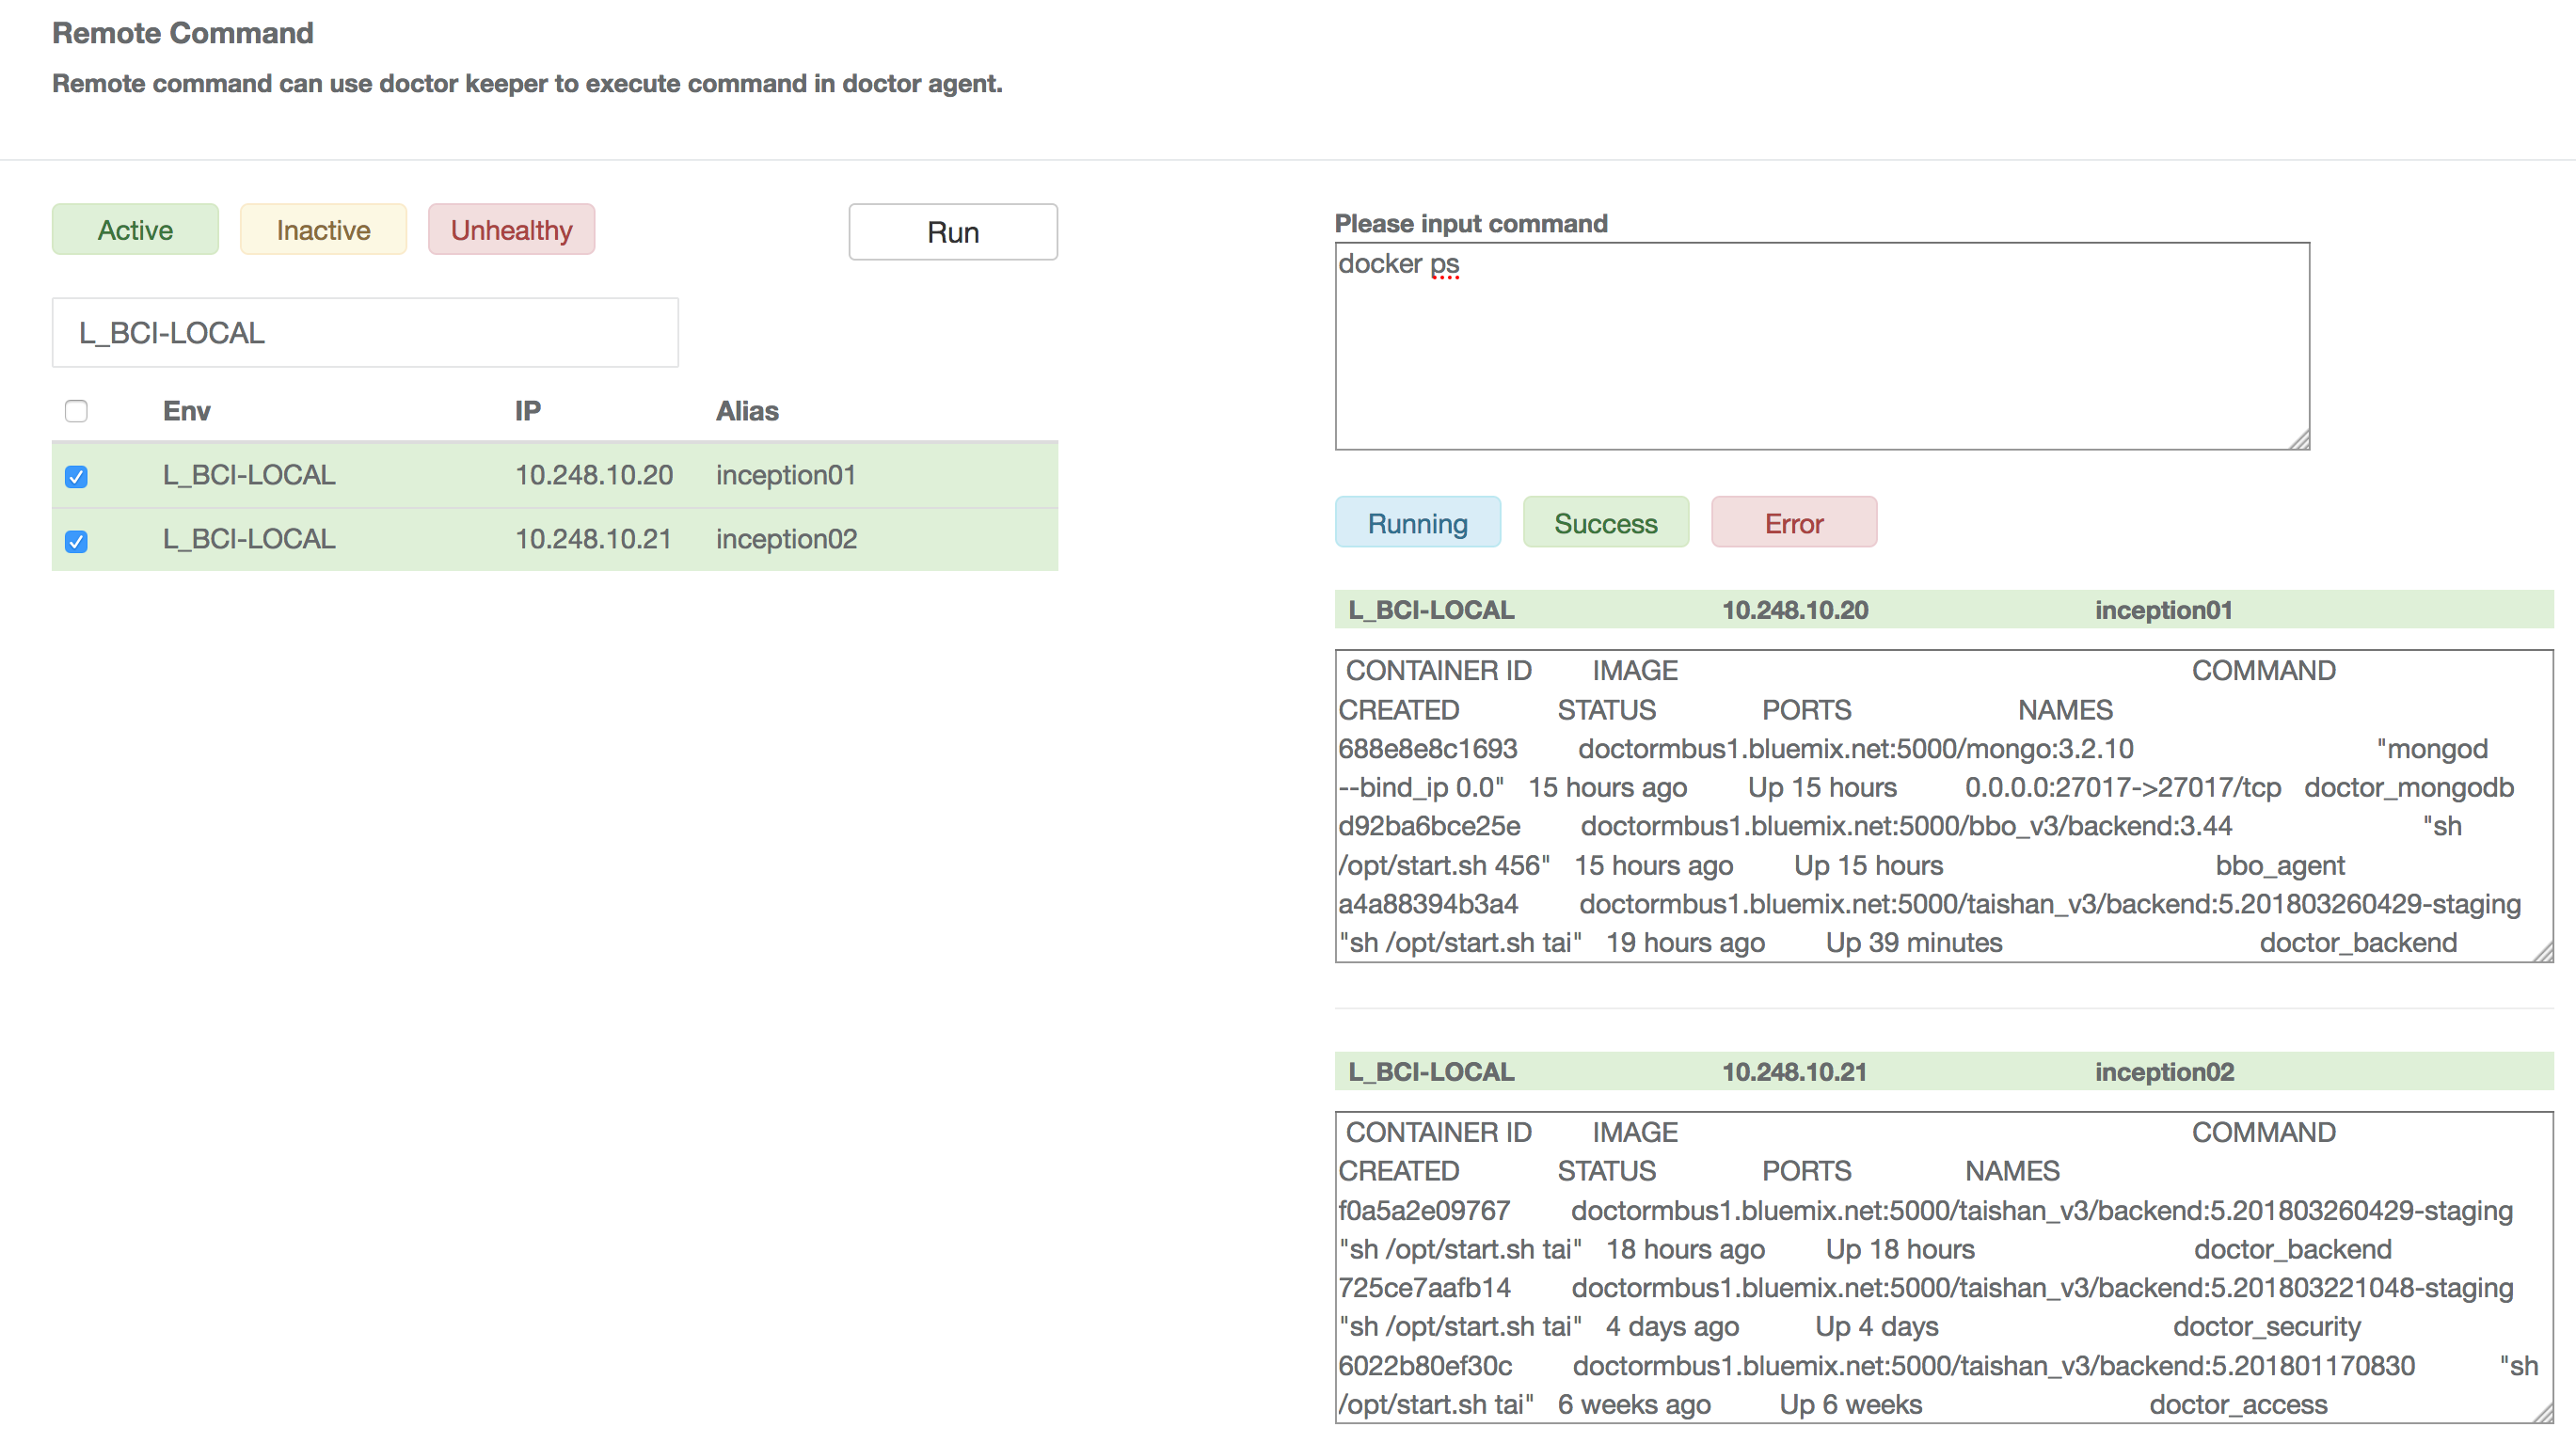 Remote Command
Remote command can use doctor keeper to execute command in doctor agent.
Active Inactive Unhealthy Run
L_BCI-LOCAL
Env IP Alias
L_BCI-LOCAL 10.248.10.20 inception01
L_BCI-LOCAL 10.248.10.21 inception02
Please input command
docker ps
Running Success Error
L_BCI-LOCAL 10.248.10.20 inception01
CONTAINER ID IMAGE COMMAND
CREATED STATUS PORTS NAMES
688e8e8c1693 doctormbus1.bluemix.net:5000/mongo:3.2.10 "mongod
--bind_ip 0.0" 15 hours ago Up 15 hours 0.0.0.0:27017->27017/tcp doctor_mongodb
d92ba6bce25e doctormbus1.bluemix.net:5000/bbo_v3/backend:3.44 "sh
/opt/start.sh 456" 15 hours ago Up 15 hours bbo_agent
a4a88394b3a4 doctormbus1.bluemix.net:5000/taishan_v3/backend:5.201803260429-staging
"sh /opt/start.sh tai" 19 hours ago Up 39 minutes doctor_backend
L_BCI-LOCAL 10.248.10.21 inception02
CONTAINER ID IMAGE COMMAND
CREATED STATUS PORTS NAMES
f0a5a2e09767 doctormbus1.bluemix.net:5000/taishan_v3/backend:5.201803260429-staging
"sh /opt/start.sh tai" 18 hours ago Up 18 hours doctor_backend
725ce7aafb14 doctormbus1.bluemix.net:5000/taishan_v3/backend:5.201803221048-staging
"sh /opt/start.sh tai" 4 days ago Up 4 days doctor_security
6022b80ef30c doctormbus1.bluemix.net:5000/taishan_v3/backend:5.201801170830 "sh
/opt/start.sh tai" 6 weeks ago Up 6 weeks doctor_access